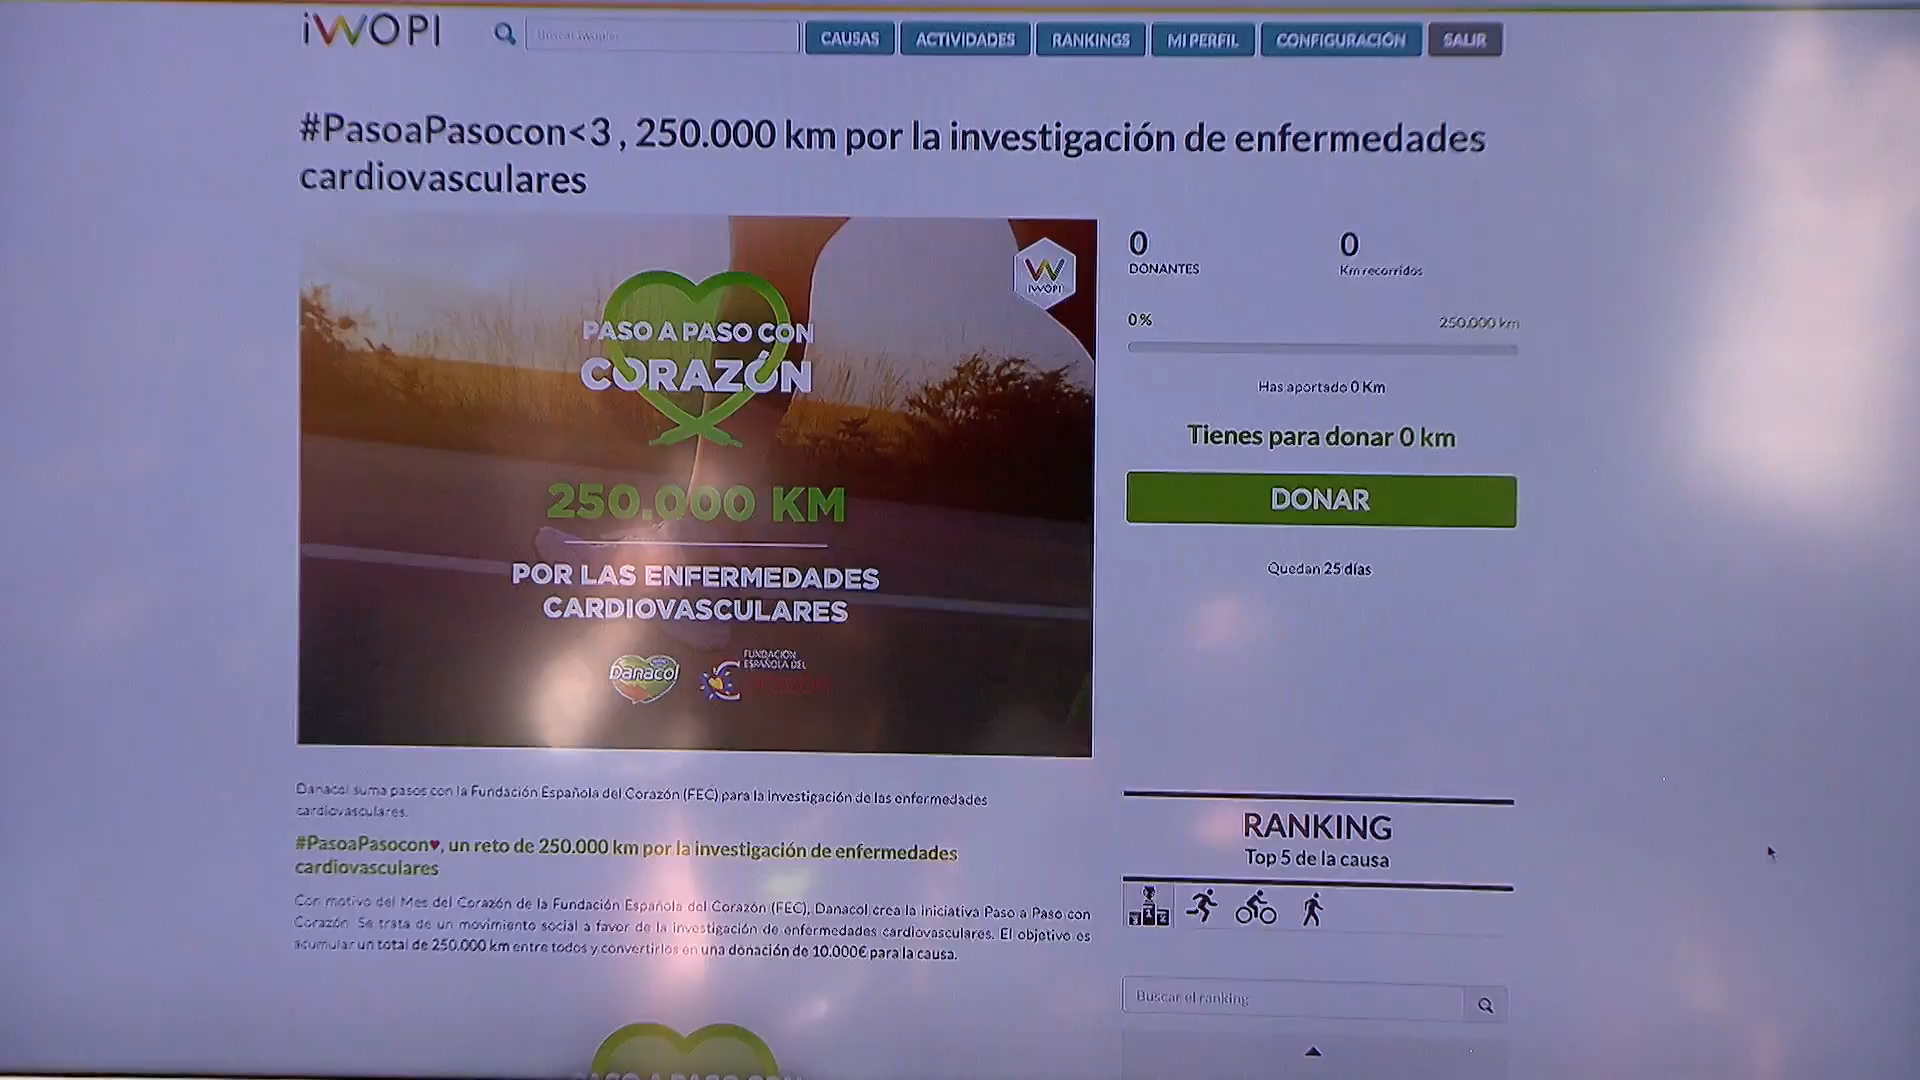 iWOPI
Buscar iwopier
CAUSAS
ACTIVIDADES
RANKINGS
MI PERFIL
CONFIGURACIÓN
SALIR
#PasoaPasocon<3 , 250.000 km por la investigación de enfermedades
cardiovasculares
iWOPI
PASO A PASO CON
CORAZÓN
250.000 KM
POR LAS ENFERMEDADES
CARDIOVASCULARES
Danacol
FUNDACIÓN
ESPAÑOLA DEL
CORAZÓN
0
DONANTES
0
Km recorridos
0%
250.000 km
Has aportado 0 Km
Tienes para donar 0 km
DONAR
Quedan 25 días
Danacol suma pasos con la Fundación Española del Corazón (FEC) para la investigación de las enfermedades
cardiovasculares.
#PasoaPasocon♥, un reto de 250.000 km por la investigación de enfermedades
cardiovasculares
Con motivo del Mes del Corazón de la Fundación Española del Corazón (FEC), Danacol crea la iniciativa Paso a Paso con
Corazón. Se trata de un movimiento social a favor de la investigación de enfermedades cardiovasculares. El objetivo es
acumular un total de 250.000 km entre todos y convertirlos en una donación de 10.000€ para la causa.
RANKING
Top 5 de la causa
Buscar el ranking
PASO A PASO CON